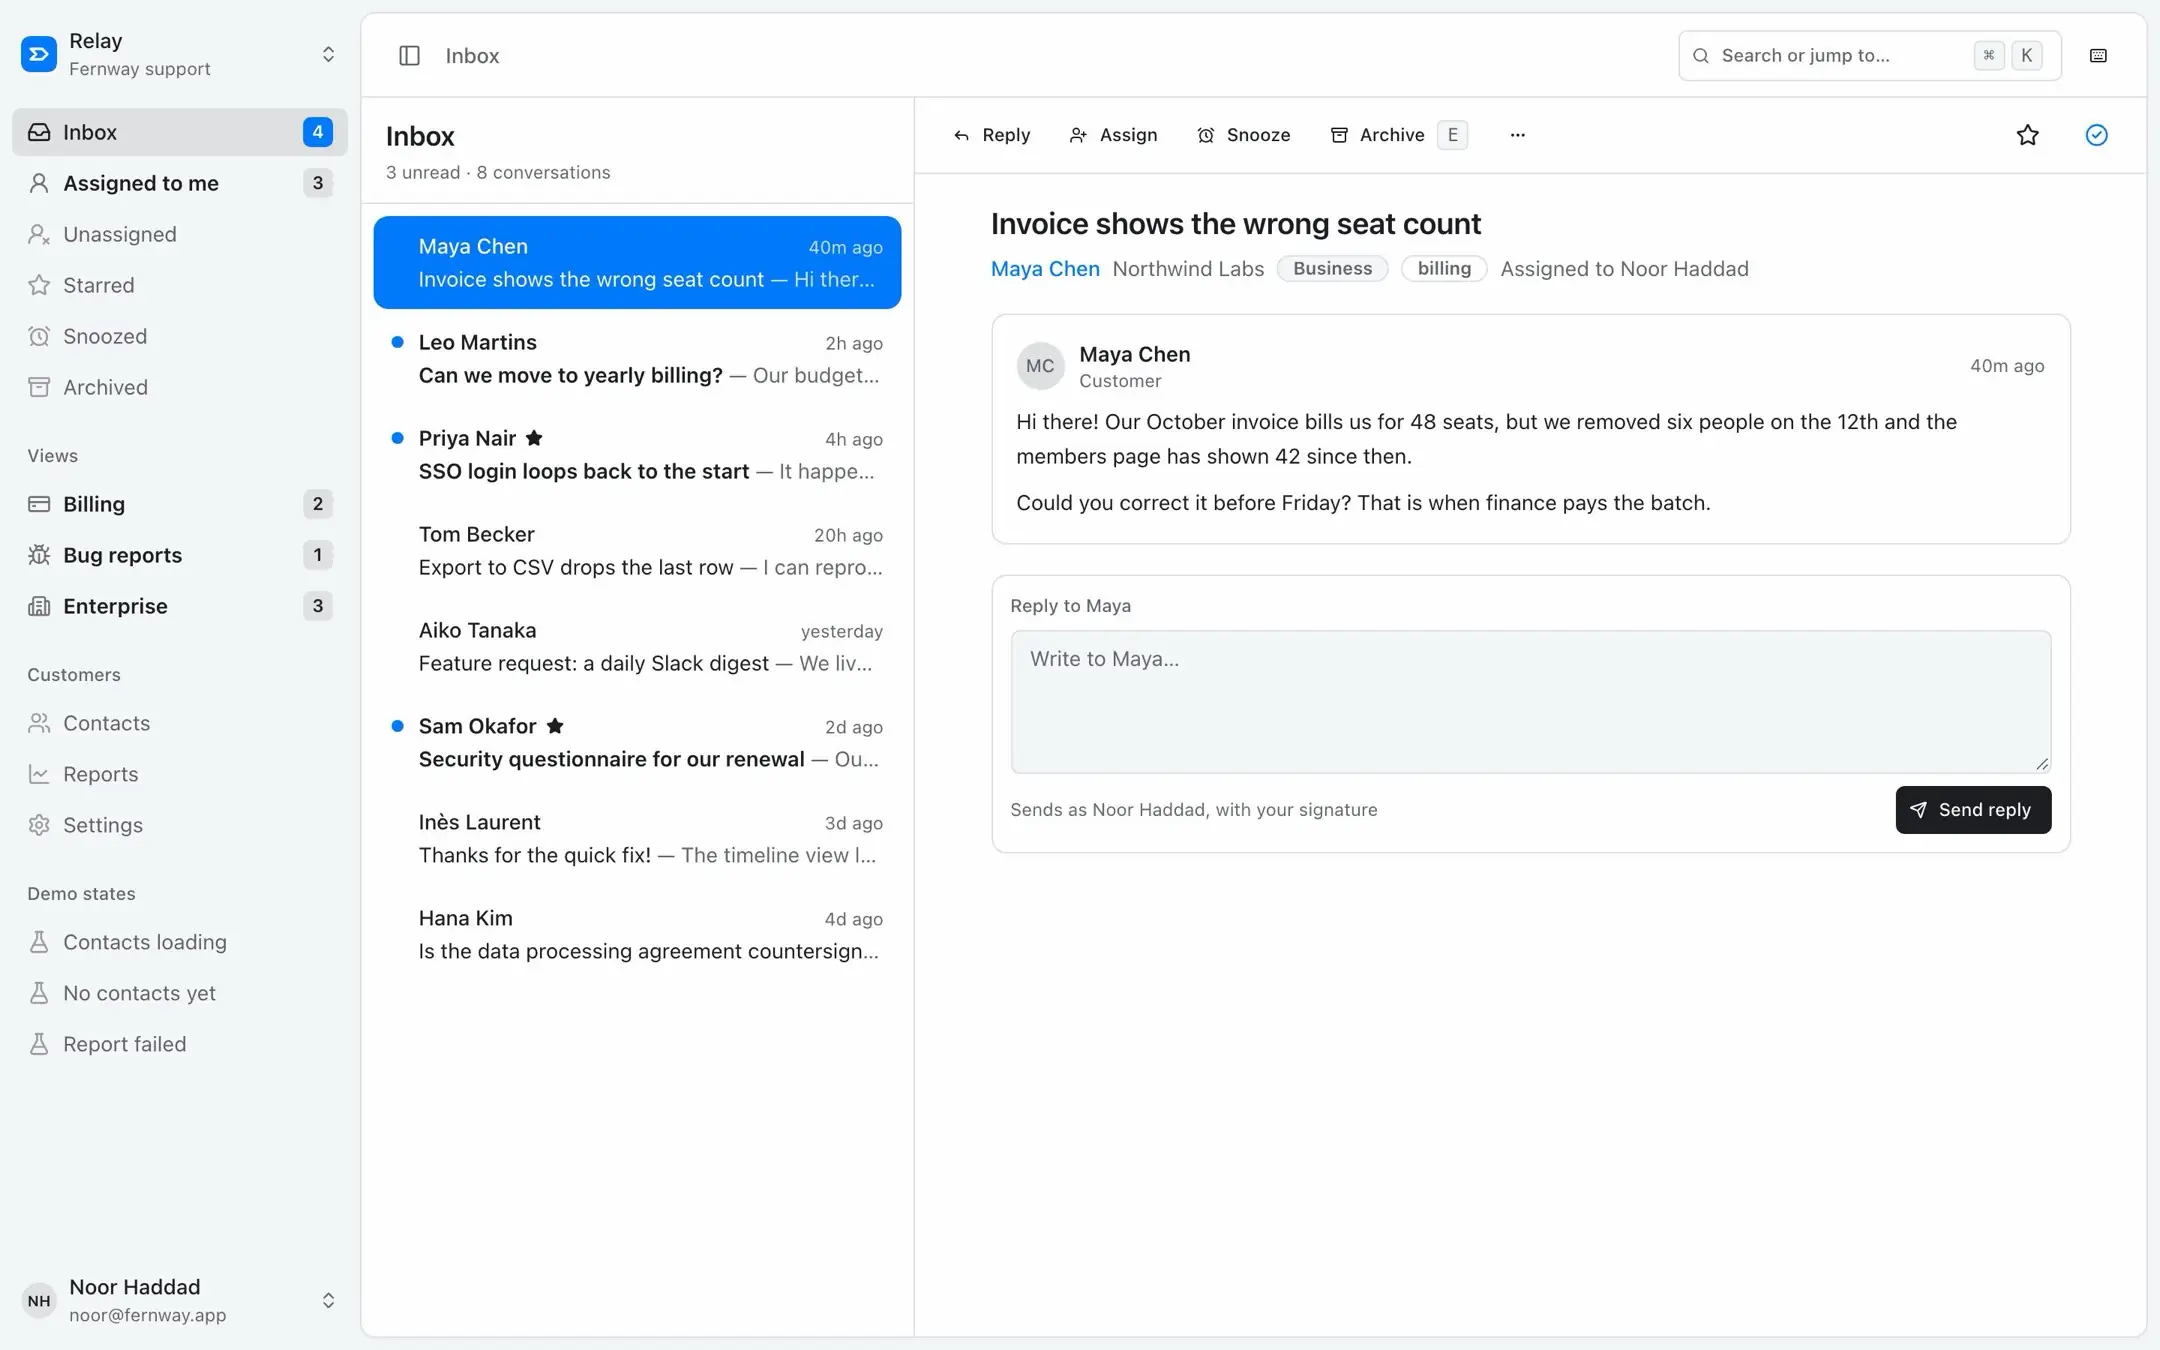 Relay
Fernway support
Inbox 4
Assigned to me 3
Unassigned
Starred
Snoozed
Archived
Views
Billing 2
Bug reports 1
Enterprise 3
Customers
Contacts
Reports
Settings
Demo states
Contacts loading
No contacts yet
Report failed
NH
Noor Haddad
noor@fernway.app
Inbox
Search or jump to... ⌘ K
Inbox
3 unread · 8 conversations
Maya Chen 40m ago
Invoice shows the wrong seat count — Hi ther...
Leo Martins 2h ago
Can we move to yearly billing? — Our budget...
Priya Nair 4h ago
SSO login loops back to the start — It happe...
Tom Becker 20h ago
Export to CSV drops the last row — I can repro...
Aiko Tanaka yesterday
Feature request: a daily Slack digest — We liv...
Sam Okafor 2d ago
Security questionnaire for our renewal — Ou...
Inès Laurent 3d ago
Thanks for the quick fix! — The timeline view l...
Hana Kim 4d ago
Is the data processing agreement countersign...
Reply Assign Snooze Archive E
Invoice shows the wrong seat count
Maya Chen Northwind Labs Business billing Assigned to Noor Haddad
MC
Maya Chen
Customer
40m ago
Hi there! Our October invoice bills us for 48 seats, but we removed six people on the 12th and the
members page has shown 42 since then.
Could you correct it before Friday? That is when finance pays the batch.
Reply to Maya
Write to Maya...
Sends as Noor Haddad, with your signature
Send reply